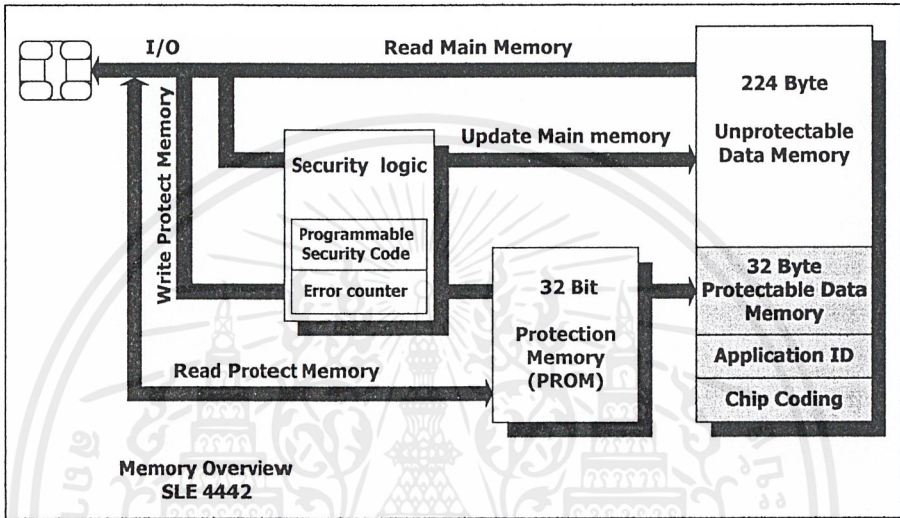 I/O
Read Main Memory
Write Protect Memory
Security logic
Programmable
Security Code
Error counter
Update Main memory
Read Protect Memory
32 Bit
Protection
Memory
(PROM)
224 Byte
Unprotectable
Data Memory
32 Byte
Protectable Data
Memory
Application ID
Chip Coding
Memory Overview
SLE 4442